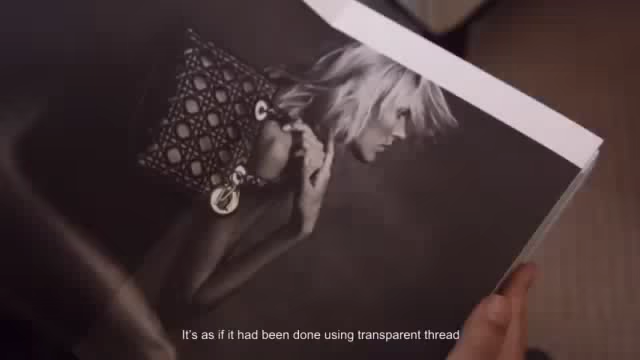 It's as if it had been done using transparent thread